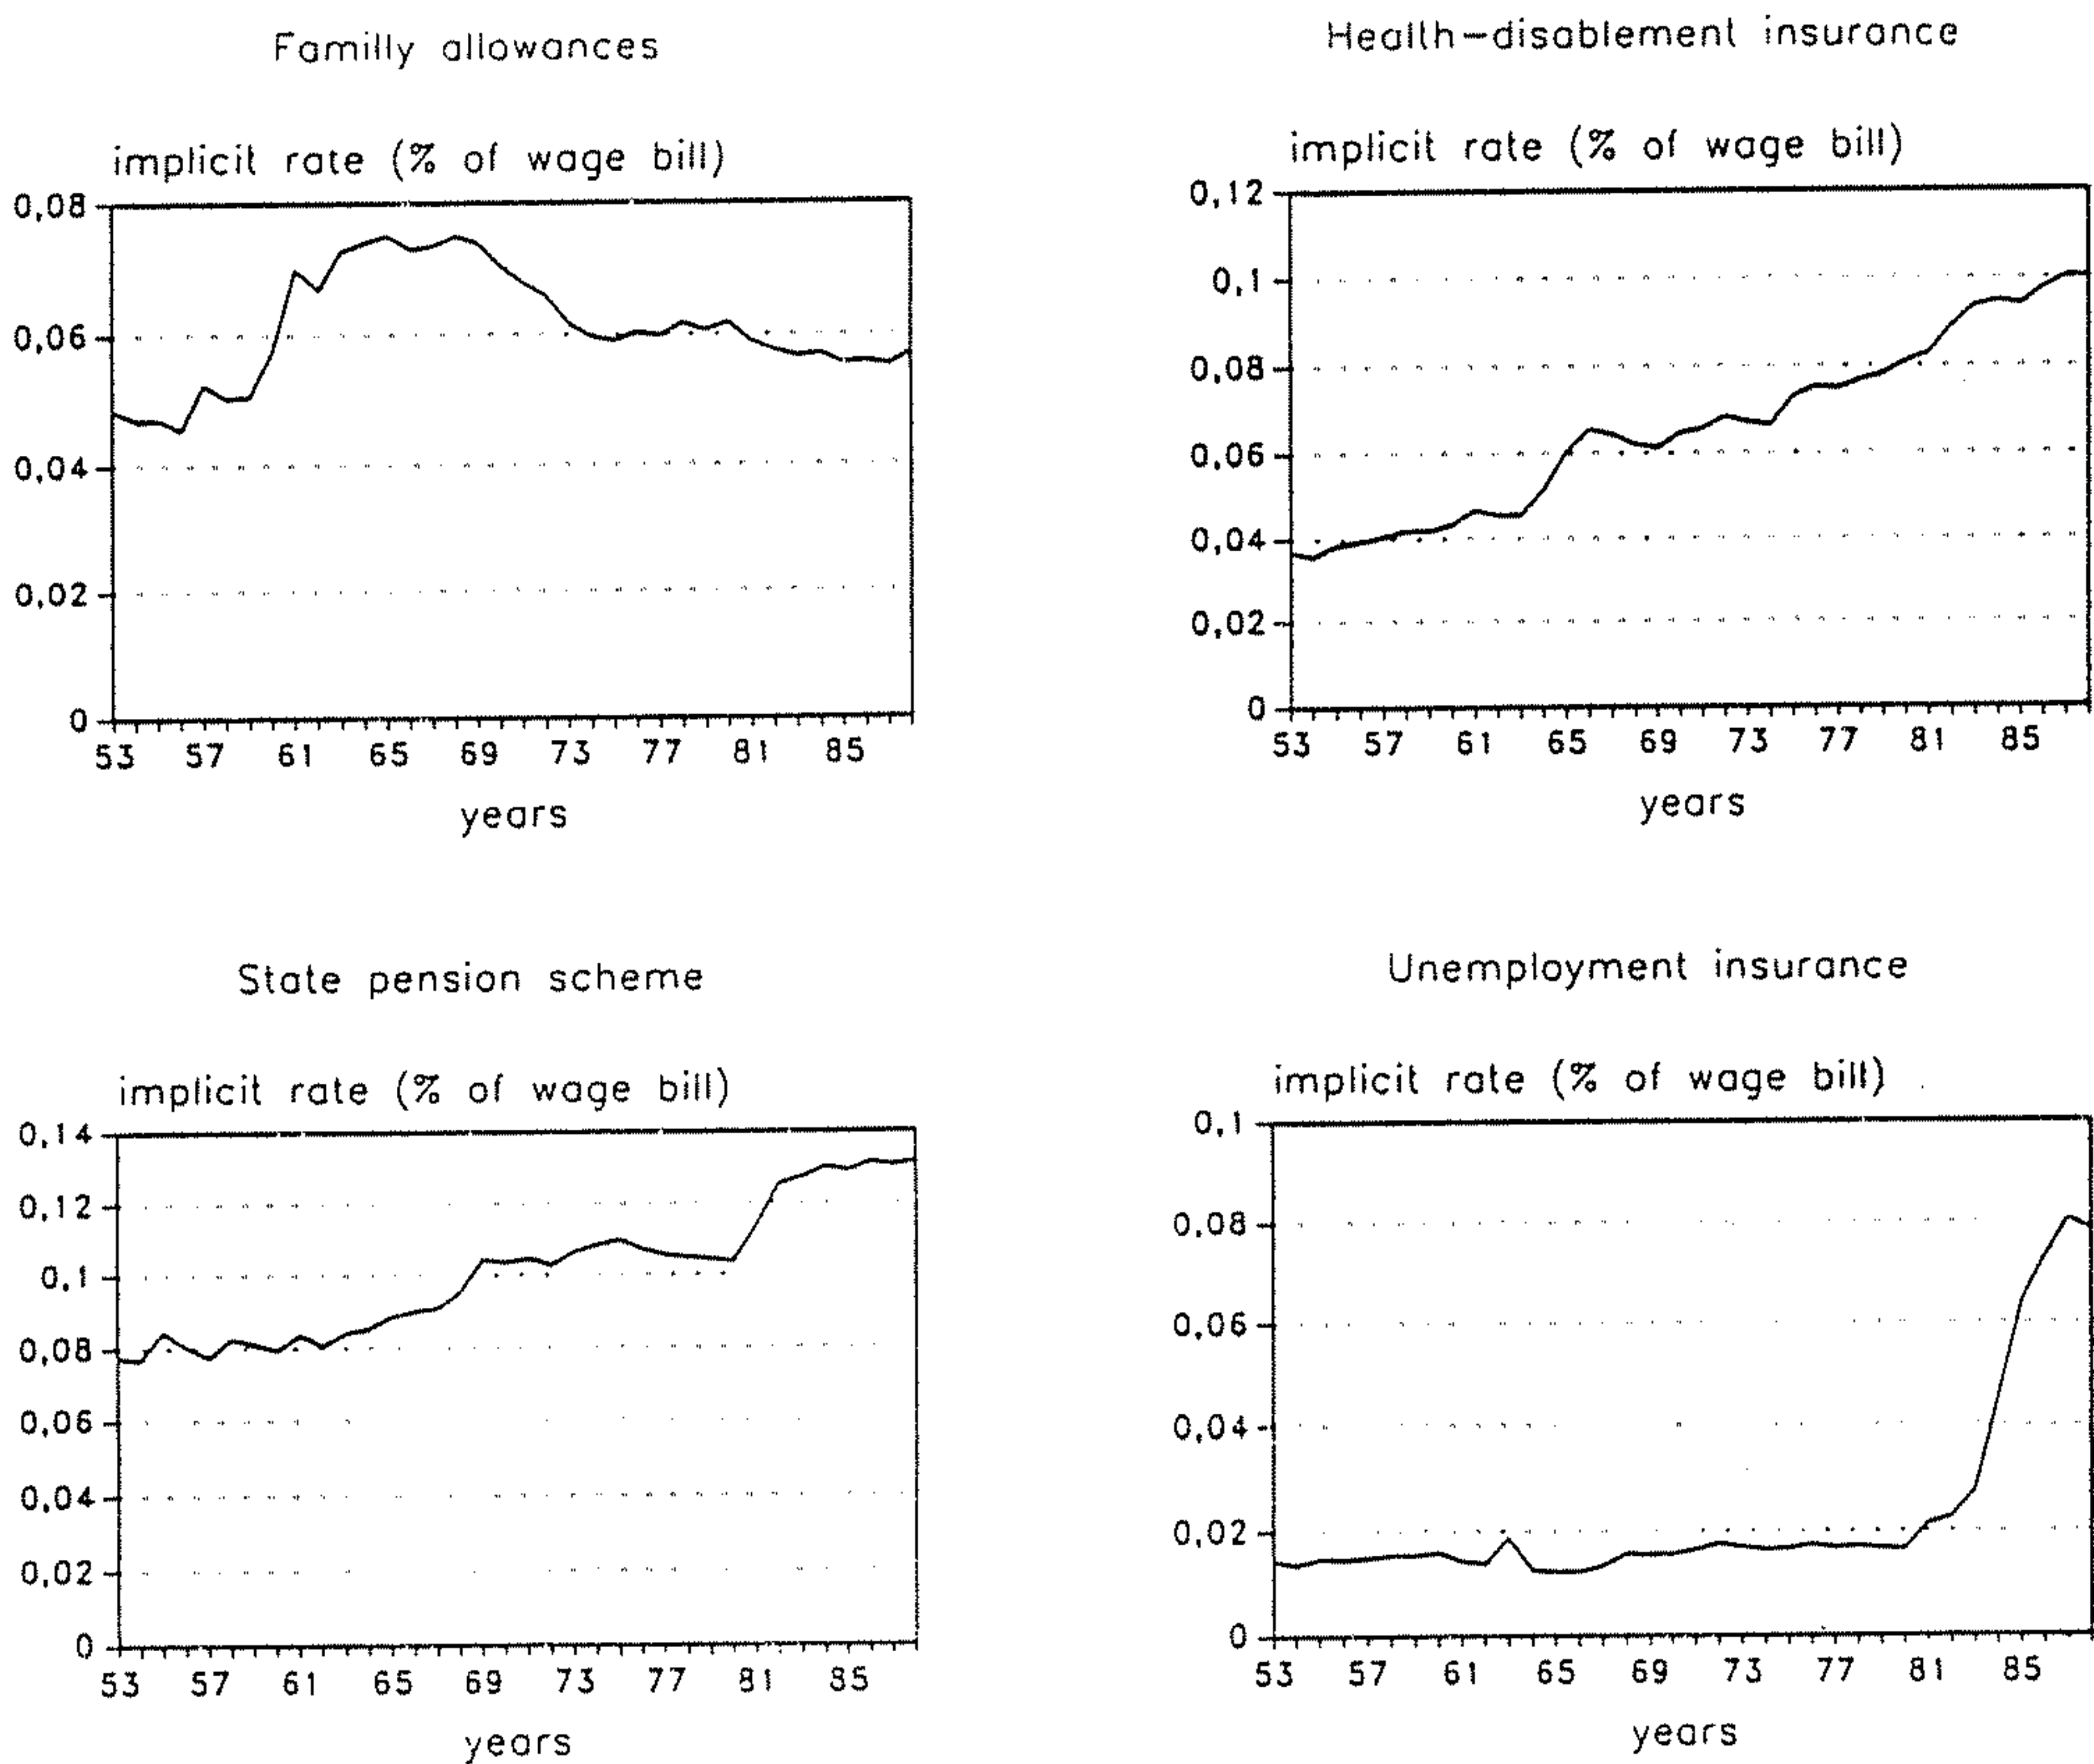 Familly allowances
implicit rate (% of wage bill)
0,08
0,06
0,04
0,02
0
53 57 61 65 69 73 77 81 85
years
Health-disablement insurance
implicit rate (% of wage bill)
0,12
0,1
0,08
0,06
0,04
0,02
0
53 57 61 65 69 73 77 81 85
years
State pension scheme
implicit rate (% of wage bill)
0,14
0,12
0,1
0,08
0,06
0,04
0,02
0
53 57 61 65 69 73 77 81 85
years
Unemployment insurance
implicit rate (% of wage bill)
0,1
0,08
0,06
0,04
0,02
0
53 57 61 65 69 73 77 81 85
years